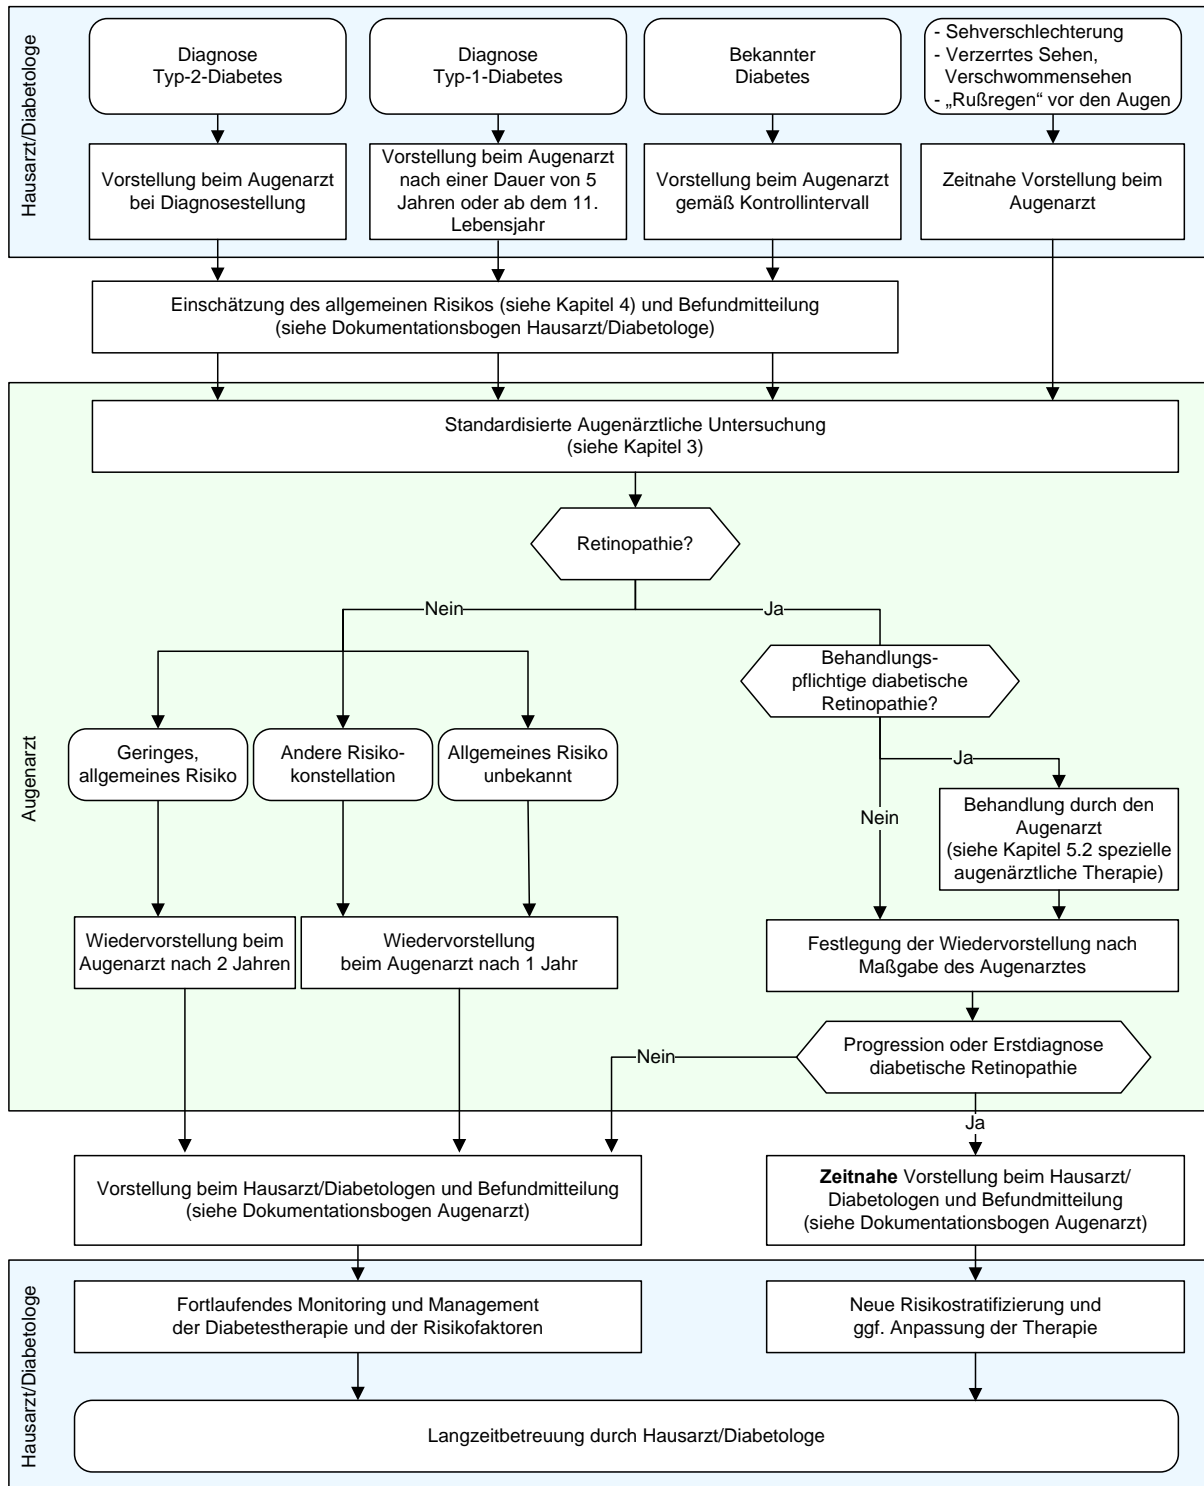 Hausarzt/Diabetologe
Diagnose
Typ-2-Diabetes
Diagnose
Typ-1-Diabetes
Bekannter
Diabetes
- Sehverschlechterung
- Verzerrtes Sehen,
Verschwommensehen
- „Rußregen“ vor den Augen
Vorstellung beim Augenarzt
bei Diagnosestellung
Vorstellung beim Augenarzt
nach einer Dauer von 5
Jahren oder ab dem 11.
Lebensjahr
Vorstellung beim Augenarzt
gemäß Kontrollintervall
Zeitnahe Vorstellung beim
Augenarzt
Einschätzung des allgemeinen Risikos (siehe Kapitel 4) und Befundmitteilung
(siehe Dokumentationsbogen Hausarzt/Diabetologe)
Augenarzt
Standardisierte Augenärztliche Untersuchung
(siehe Kapitel 3)
Retinopathie?
Nein
Ja
Behandlungs-
pflichtige diabetische
Retinopathie?
Geringes,
allgemeines Risiko
Andere Risiko-
konstellation
Allgemeines Risiko
unbekannt
Ja
Nein
Behandlung durch den
Augenarzt
(siehe Kapitel 5.2 spezielle
augenärztliche Therapie)
Wiedervorstellung beim
Augenarzt nach 2 Jahren
Wiedervorstellung
beim Augenarzt nach 1 Jahr
Festlegung der Wiedervorstellung nach
Maßgabe des Augenarztes
Progression oder Erstdiagnose
diabetische Retinopathie
Nein
Ja
Vorstellung beim Hausarzt/Diabetologen und Befundmitteilung
(siehe Dokumentationsbogen Augenarzt)
Zeitnahe Vorstellung beim Hausarzt/
Diabetologen und Befundmitteilung
(siehe Dokumentationsbogen Augenarzt)
Hausarzt/Diabetologe
Fortlaufendes Monitoring und Management
der Diabetestherapie und der Risikofaktoren
Neue Risikostratifizierung und
ggf. Anpassung der Therapie
Langzeitbetreuung durch Hausarzt/Diabetologe